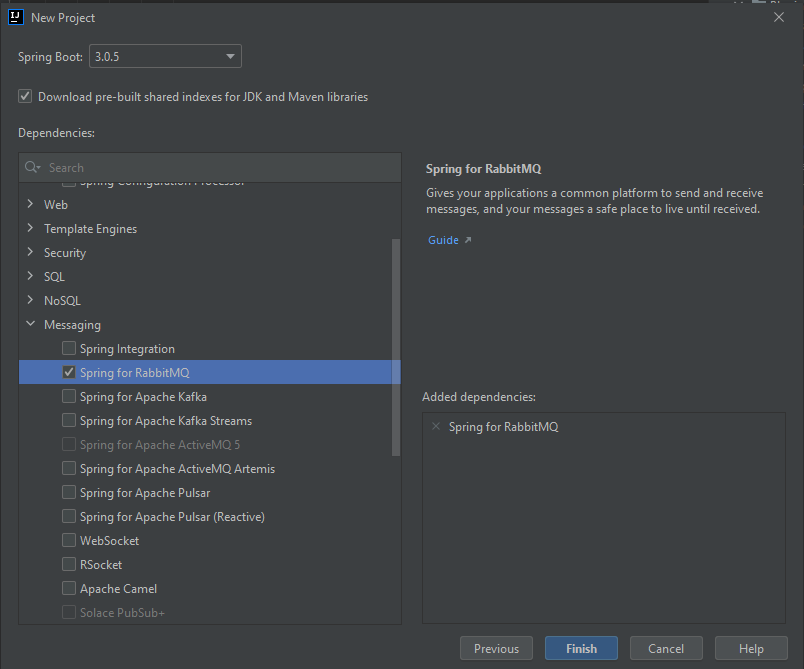 New Project
Spring Boot:
3.0.5
Download pre-built shared indexes for JDK and Maven libraries
Dependencies:
Search
Spring Configuration Processor
Web
Template Engines
Security
SQL
NoSQL
Messaging
Spring Integration
Spring for RabbitMQ
Spring for Apache Kafka
Spring for Apache Kafka Streams
Spring for Apache ActiveMQ 5
Spring for Apache ActiveMQ Artemis
Spring for Apache Pulsar
Spring for Apache Pulsar (Reactive)
WebSocket
RSocket
Apache Camel
Solace PubSub+
Spring for RabbitMQ
Gives your applications a common platform to send and receive
messages, and your messages a safe place to live until received.
Guide
Added dependencies:
Spring for RabbitMQ
Previous
Finish
Cancel
Help